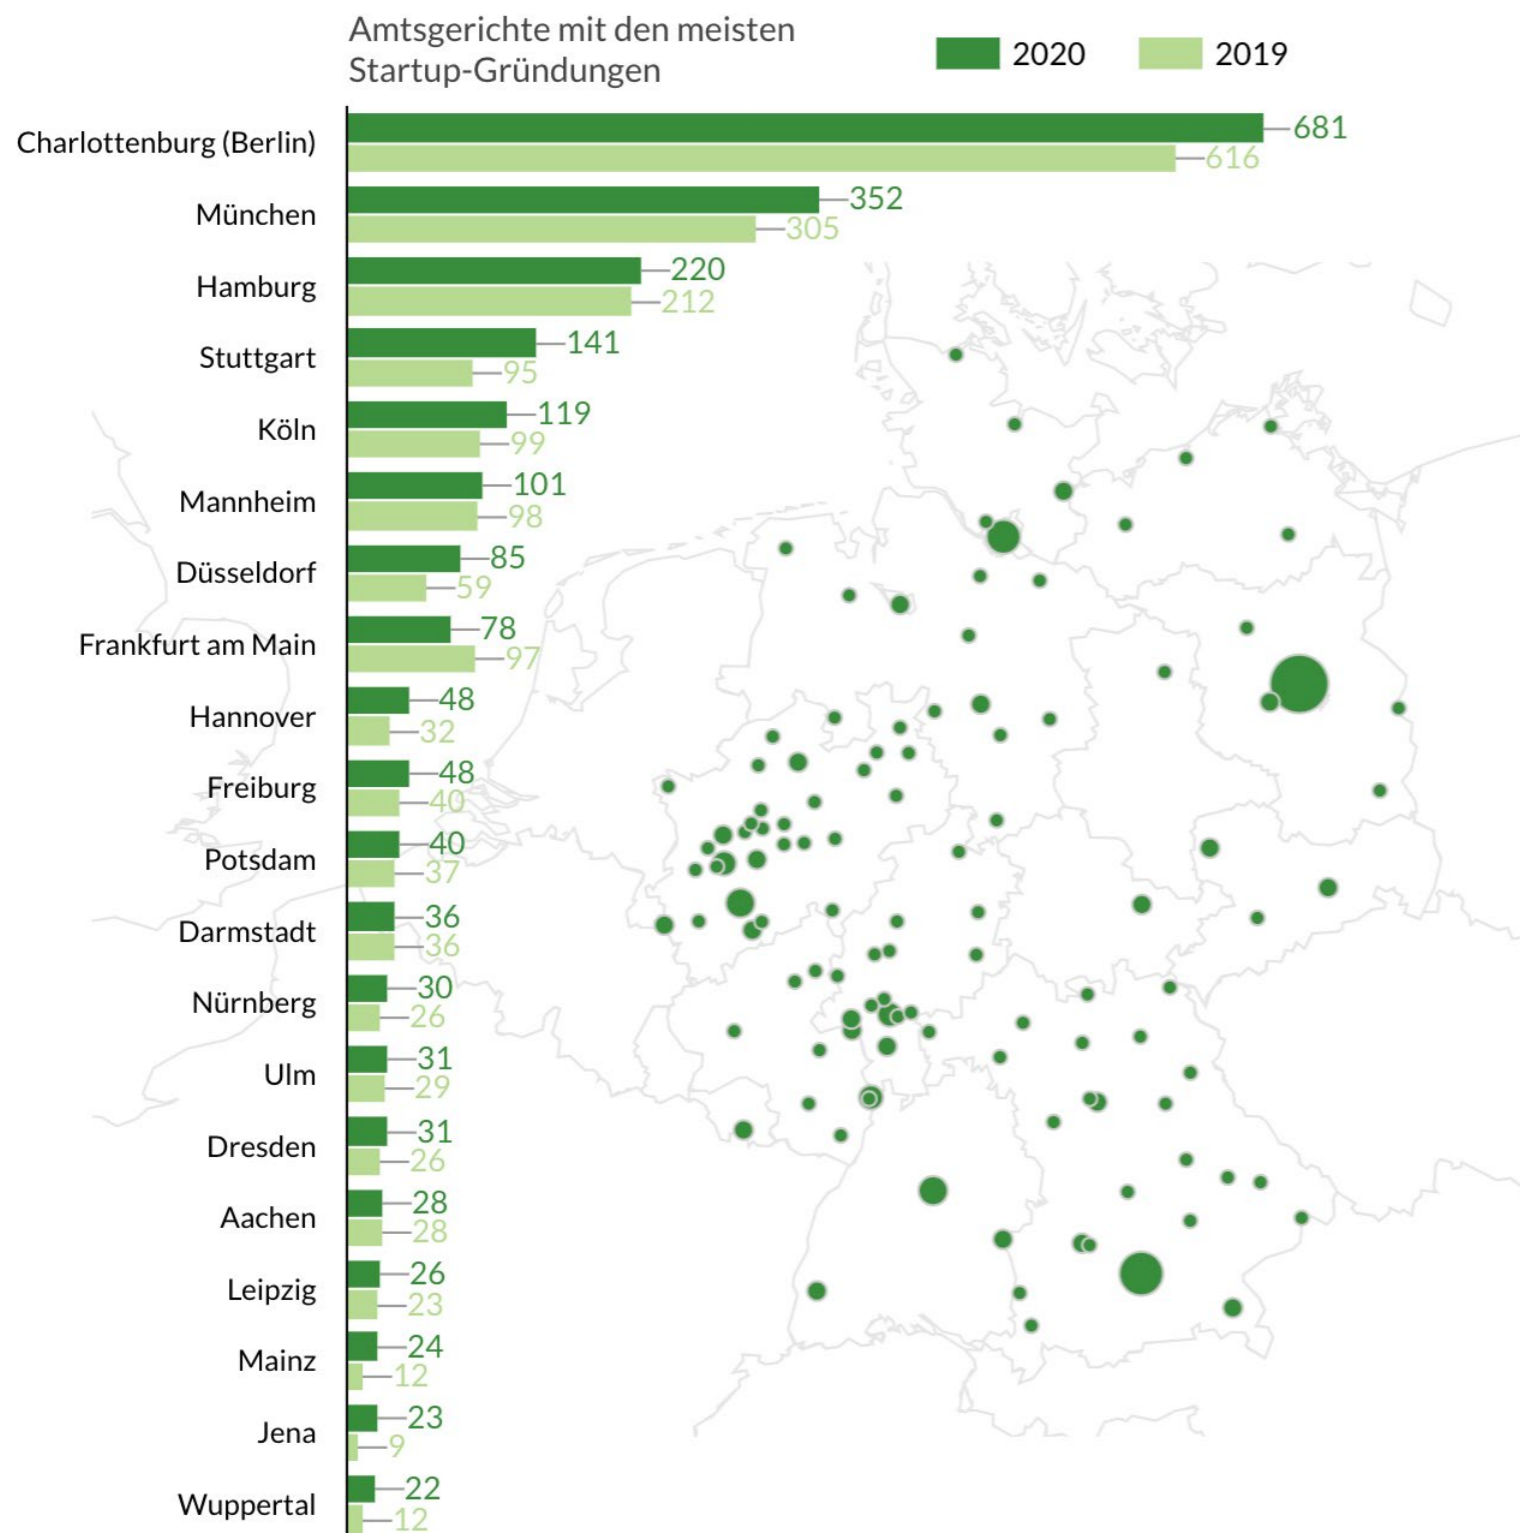 Amtsgerichte mit den meisten
Startup-Gründungen
2020
2019
Charlottenburg (Berlin)
681
616
München
352
305
Hamburg
220
212
Stuttgart
141
95
Köln
119
99
Mannheim
101
98
Düsseldorf
85
59
Frankfurt am Main
78
97
Hannover
48
32
Freiburg
48
40
Potsdam
40
37
Darmstadt
36
36
Nürnberg
30
26
Ulm
31
29
Dresden
31
26
Aachen
28
28
Leipzig
26
23
Mainz
24
12
Jena
23
9
Wuppertal
22
12